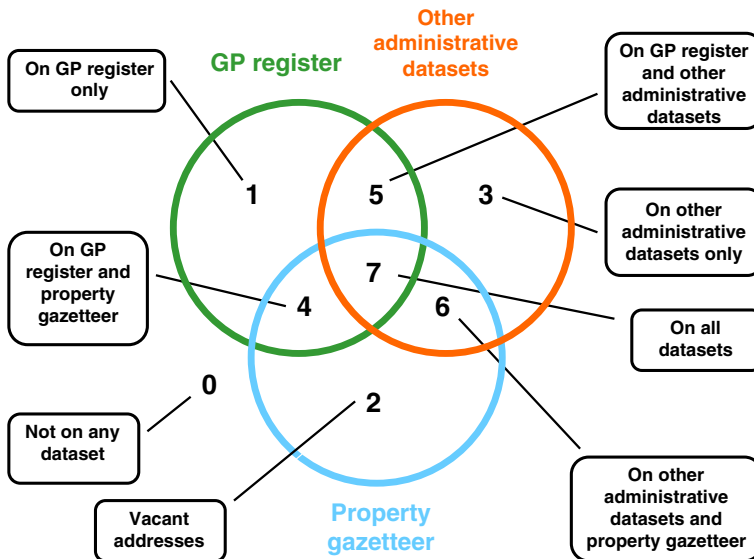 Other
administrative
datasets
GP register
On GP register
only
On GP register
and other
administrative
datasets
1
5
3
On GP
register and
property
gazetteer
On other
administrative
datasets only
7
4
6
On all
datasets
0
2
Not on any
dataset
Vacant
addresses
Property
gazetteer
On other
administrative
datasets and
property gazetteer